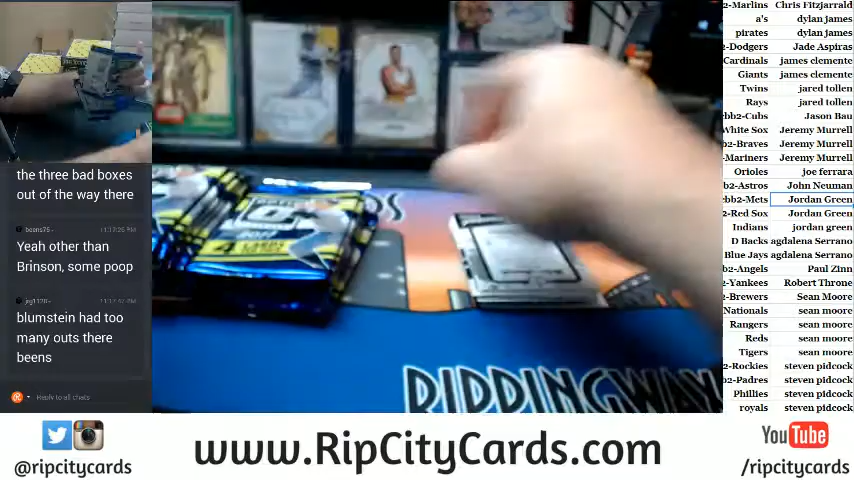 the three bad boxes
out of the way there
beens75-
Yeah other than
Brinson, some poop
blumstein had too
many outs there
beens
Reply to all chats
@ripcitycards
www.RipCityCards.com
YouTube
/ripcitycards
4
RIPPINGWAX
2-Marlins Chris Fitzjarrald
a's dylan james
pirates dylan james
2-Dodgers Jade Aspiras
Cardinals james clemente
Giants james clemente
Twins jared tollen
Rays jared tollen
bb2-Cubs Jason Bau
White Sox Jeremy Murrell
b2-Braves Jeremy Murrell
-Mariners Jeremy Murrell
Orioles joe ferrara
b2-Astros John Neuman
bb2-Mets Jordan Green
2-Red Sox Jordan Green
Indians jordan green
D Backs agdalena Serrano
Blue Jays agdalena Serrano
b2-Angels Paul Zinn
2-Yankees Robert Throne
2-Brewers Sean Moore
Nationals sean moore
Rangers sean moore
Reds sean moore
Tigers sean moore
2-Rockies steven pidcock
b2-Padres steven pidcock
Phillies steven pidcock
royals steven pidcock